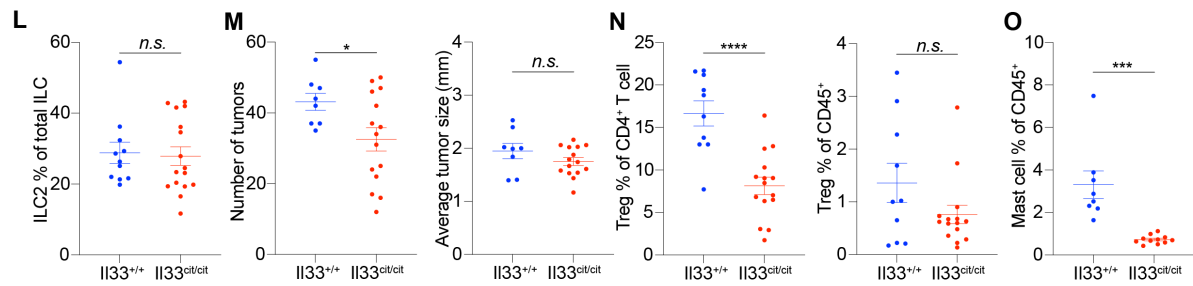 L
n.s.
ILC2 % of total ILC
60
40
20
0
Il33+/+
Il33cit/cit
M
*
Number of tumors
60
40
20
0
Il33+/+
Il33cit/cit
n.s.
Average tumor size (mm)
4
3
2
1
0
Il33+/+
Il33cit/cit
N
****
Treg % of CD4+ T cell
25
20
15
10
5
0
Il33+/+
Il33cit/cit
n.s.
Treg % of CD45+
4
3
2
1
0
Il33+/+
Il33cit/cit
O
***
Mast cell % of CD45+
10
8
6
4
2
0
Il33+/+
Il33cit/cit